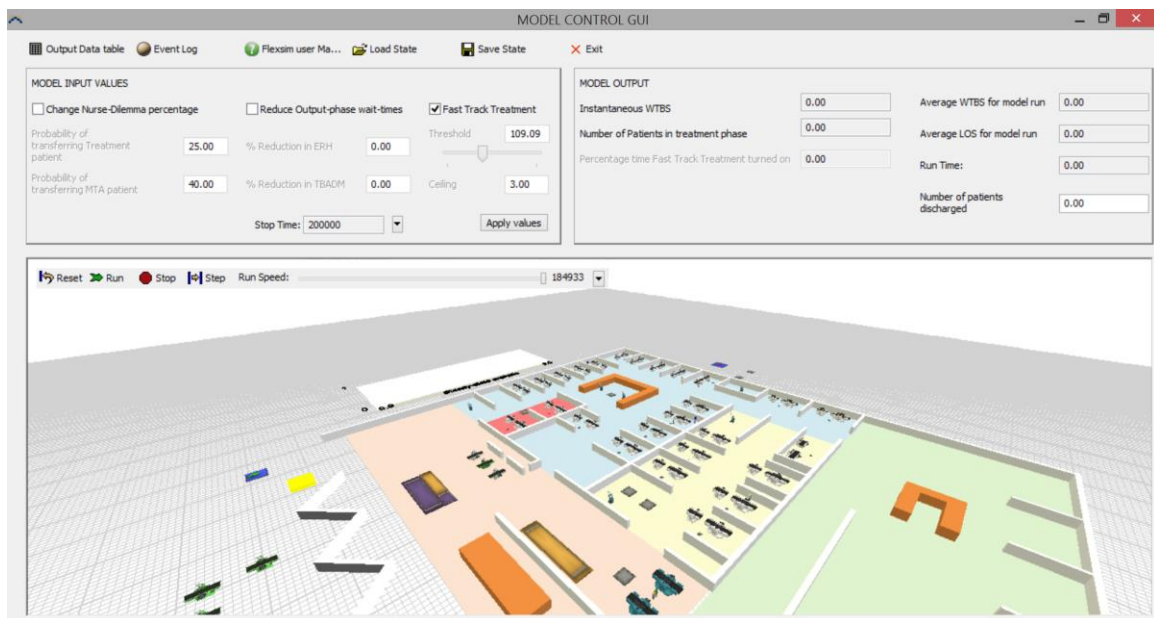 MODEL CONTROL GUI
Output Data table Event Log Flexsim user Ma... Load State Save State Exit
MODEL INPUT VALUES
Change Nurse-Dilemma percentage Reduce Output-phase wait-times Fast Track Treatment
Probability of
transferring Treatment
patient
25.00
% Reduction in ERH 0.00
Threshold 109.09
Probability of
transferring MTA patient
40.00
% Reduction in TBADM 0.00
Ceiling 3.00
Stop Time: 200000
Apply values
MODEL OUTPUT
Instantaneous WTBS 0.00
Average WTBS for model run 0.00
Number of Patients in treatment phase 0.00
Average LOS for model run 0.00
Percentage time Fast Track Treatment turned on 0.00
Run Time: 0.00
Number of patients
discharged
0.00
Reset Run Stop Step Run Speed: 184933